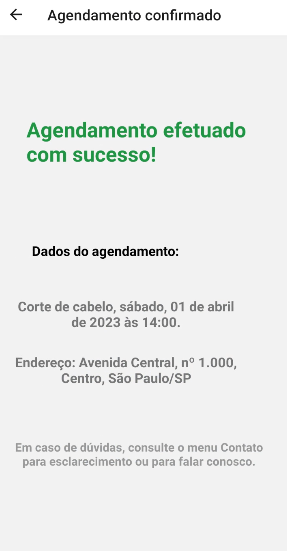 Agendamento confirmado
Agendamento efetuado
com sucesso!
Dados do agendamento:
Corte de cabelo, sábado, 01 de abril
de 2023 às 14:00.
Endereço: Avenida Central, nº 1.000,
Centro, São Paulo/SP
Em caso de dúvidas, consulte o menu Contato
para esclarecimento ou para falar conosco.